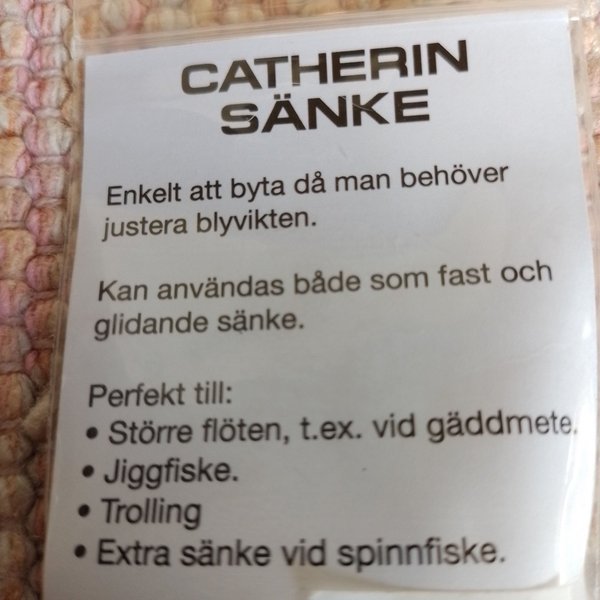 CATHERIN
SÄNKE
Enkelt att byta då man behöver
justera blyvikten.
Kan användas både som fast och
glidande sänke.
Perfekt till:
• Större flöten, t.ex. vid gäddmete.
• Jiggfiske.
• Trolling
• Extra sänke vid spinnfiske.